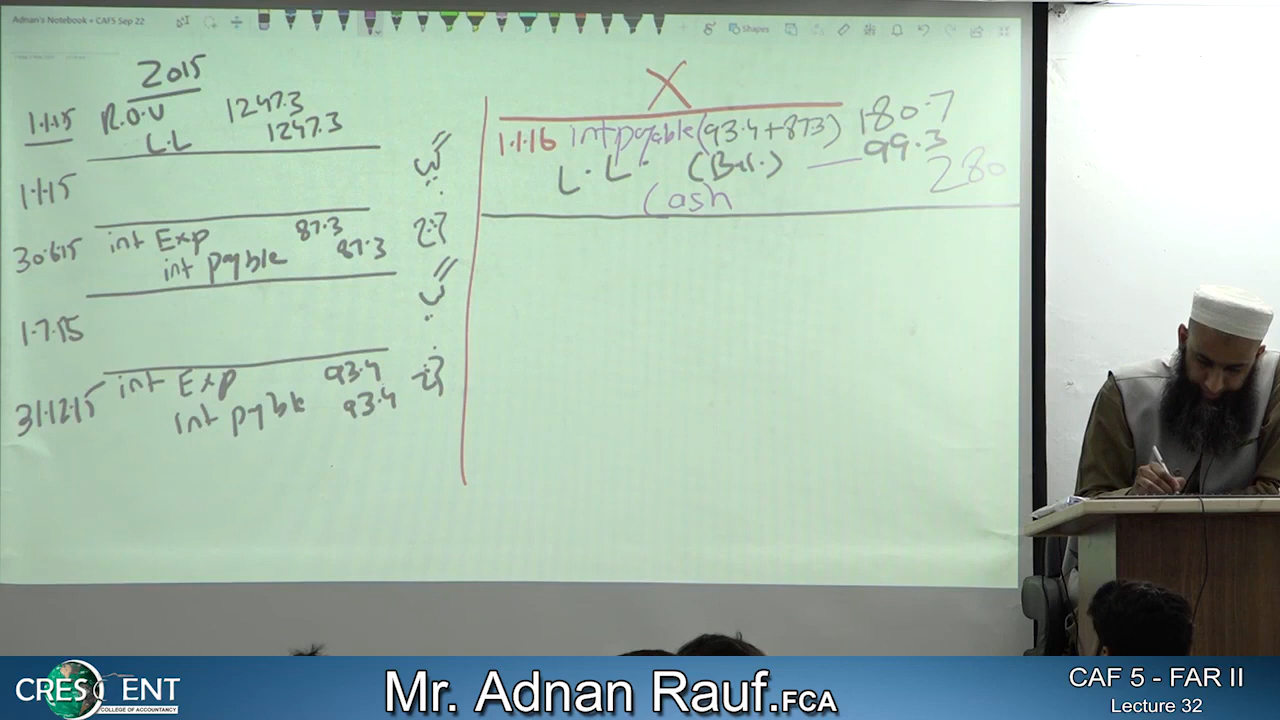 Adnan's Notebook • CAF5 Sep 22
Shapes
2015
1.1.15 R.O.U 1247.3
L.L 1247.3
1.1.15
30.6.15 int Exp 87.3
int payble 87.3
1.7.15
31.12.15 int Exp 93.4
int payble 93.4
X
1.1.16 int payable (93.4+873) 180.7
L.L. (Bal.) — 99.3
Cash 280
CRESCENT
COLLEGE OF ACCOUNTANCY
Mr. Adnan Rauf.FCA
CAF 5 - FAR II
Lecture 32